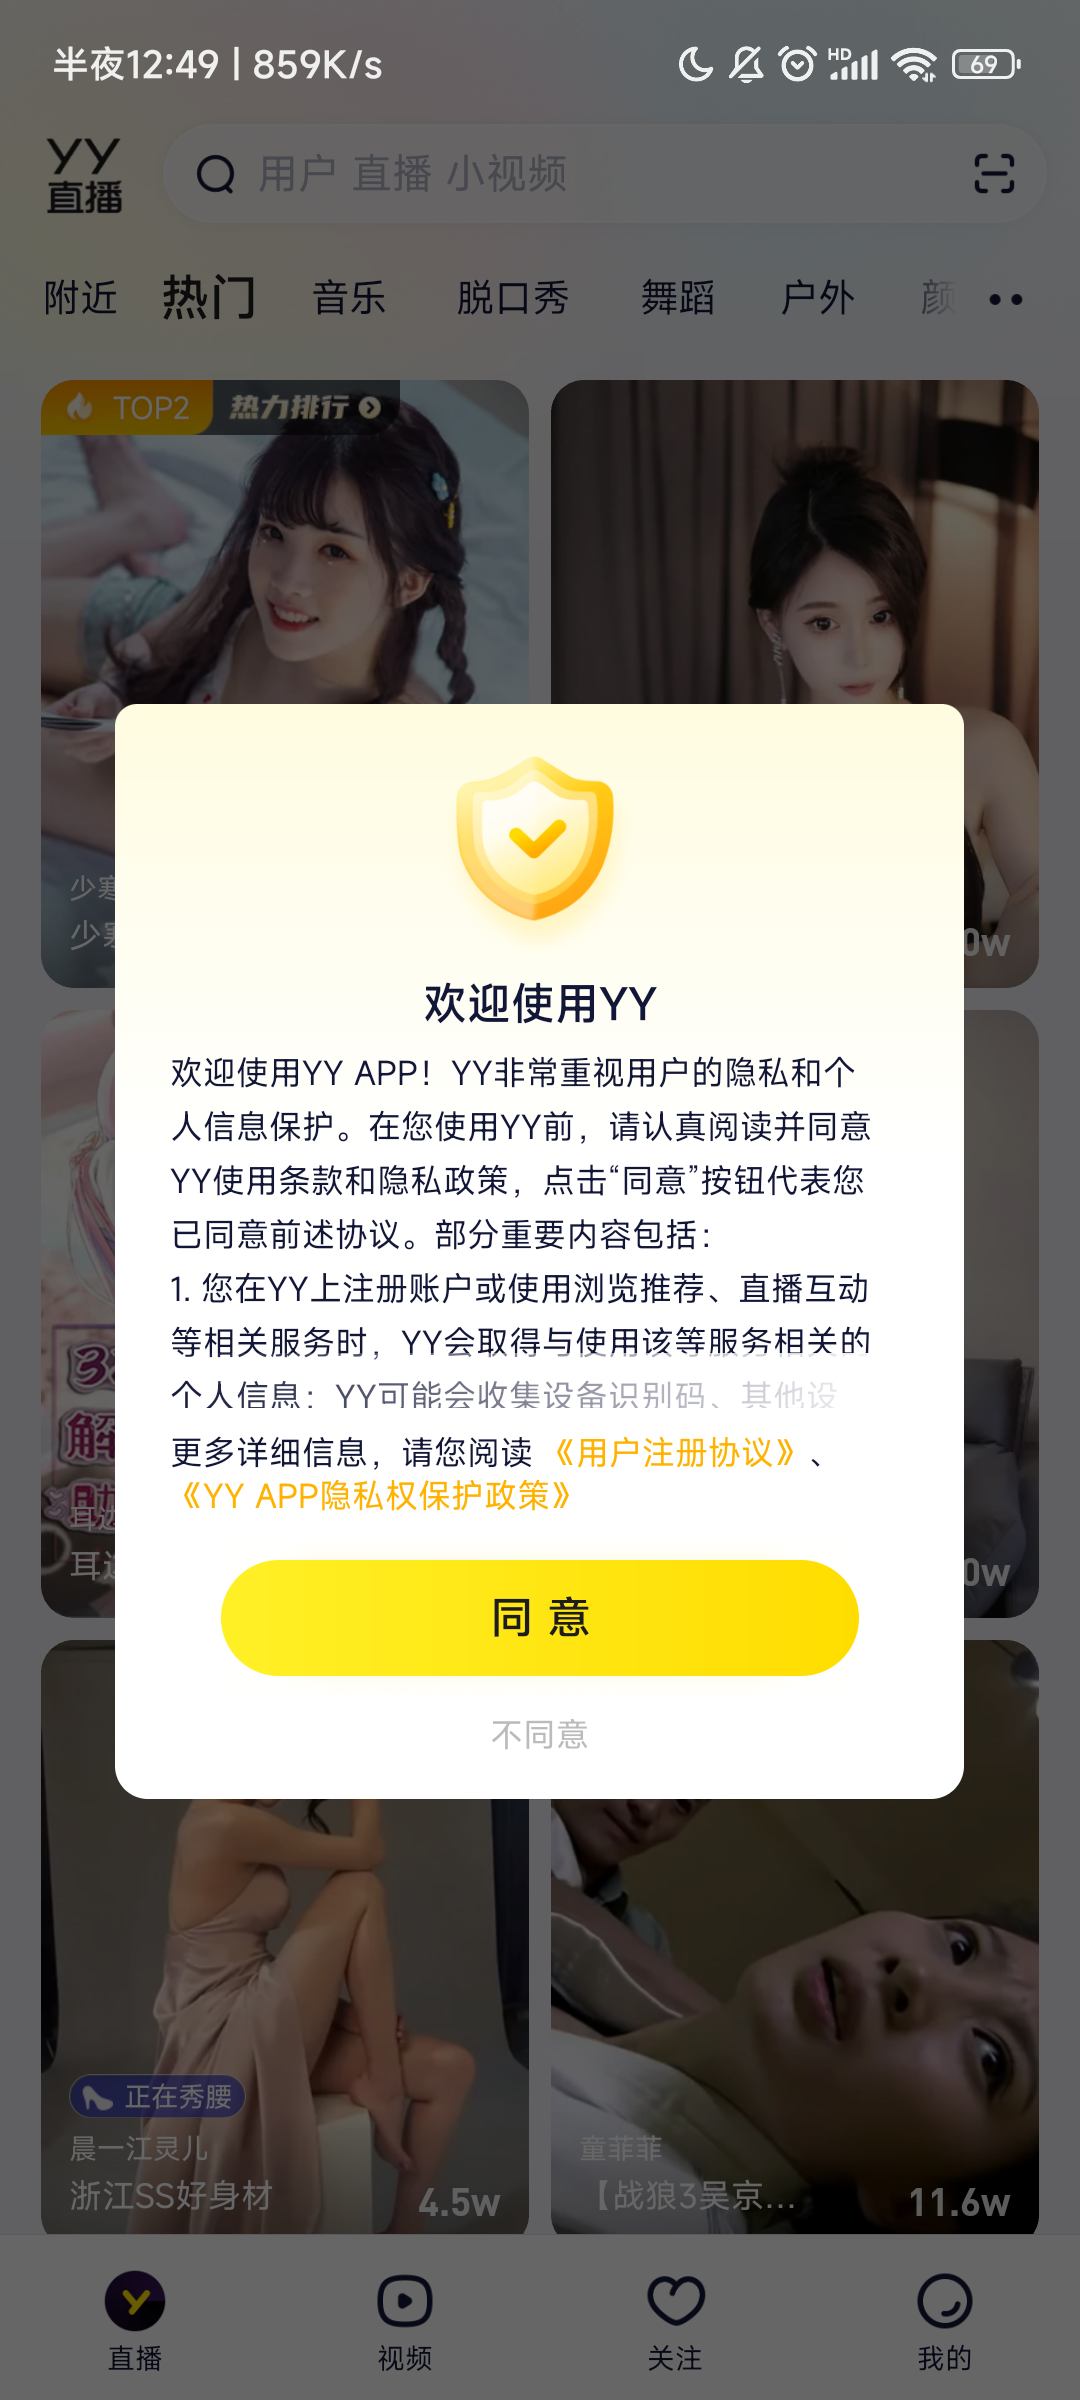 半夜12:49 | 859K/s
HD
69
YY
直播
用户 直播 小视频
附近 热门 音乐 脱口秀 舞蹈 户外 颜
TOP2 热力排行
少寒
少寒
0w
欢迎使用YY
欢迎使用YY APP！YY非常重视用户的隐私和个
人信息保护。在您使用YY前，请认真阅读并同意
YY使用条款和隐私政策，点击“同意”按钮代表您
已同意前述协议。部分重要内容包括：
1. 您在YY上注册账户或使用浏览推荐、直播互动
等相关服务时，YY会取得与使用该等服务相关的
个人信息：YY可能会收集设备识别码、其他设
更多详细信息，请您阅读《用户注册协议》、
《YY APP隐私权保护政策》
同意
不同意
3
解
耳边
耳边
0w
正在秀腰
晨一江灵儿
浙江SS好身材
4.5w
童菲菲
【战狼3吴京...
11.6w
直播 视频 关注 我的